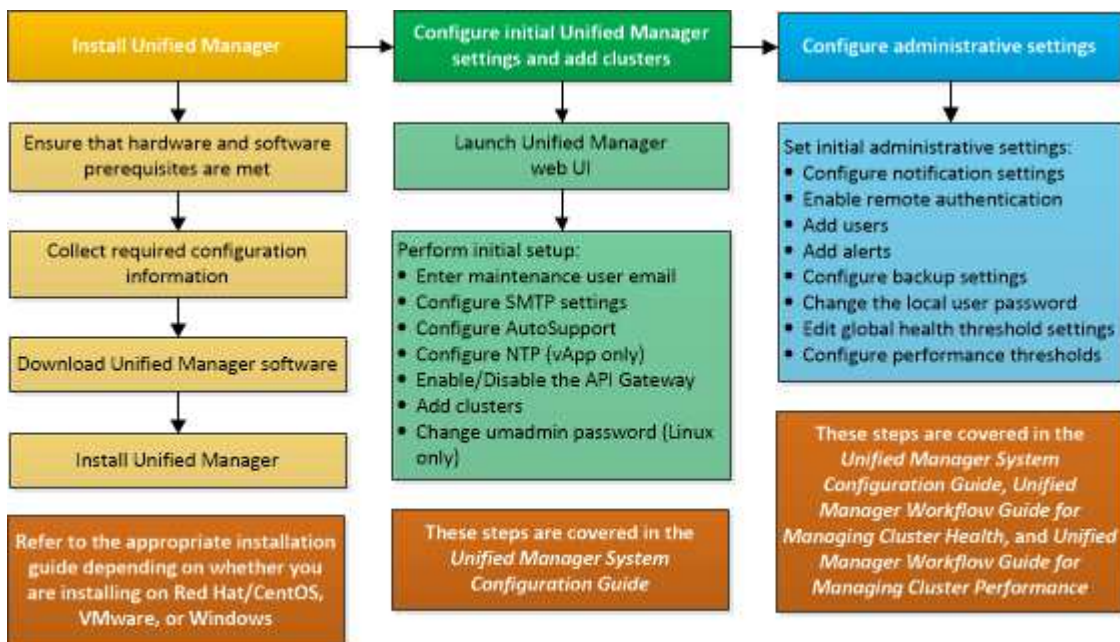 Install Unified Manager
Ensure that hardware and software
prerequisites are met
Collect required configuration
information
Download Unified Manager software
Install Unified Manager
Refer to the appropriate installation
guide depending on whether you
are installing on Red Hat/CentOS,
VMware, or Windows
Configure initial Unified Manager
settings and add clusters
Launch Unified Manager
web UI
Perform initial setup:
• Enter maintenance user email
• Configure SMTP settings
• Configure AutoSupport
• Configure NTP (vApp only)
• Enable/Disable the API Gateway
• Add clusters
• Change umadmin password (Linux
only)
These steps are covered in the
Unified Manager System
Configuration Guide
Configure administrative settings
Set initial administrative settings:
• Configure notification settings
• Enable remote authentication
• Add users
• Add alerts
• Configure backup settings
• Change the local user password
• Edit global health threshold settings
• Configure performance thresholds
These steps are covered in the
Unified Manager System
Configuration Guide, Unified
Manager Workflow Guide for
Managing Cluster Health, and Unified
Manager Workflow Guide for
Managing Cluster Performance